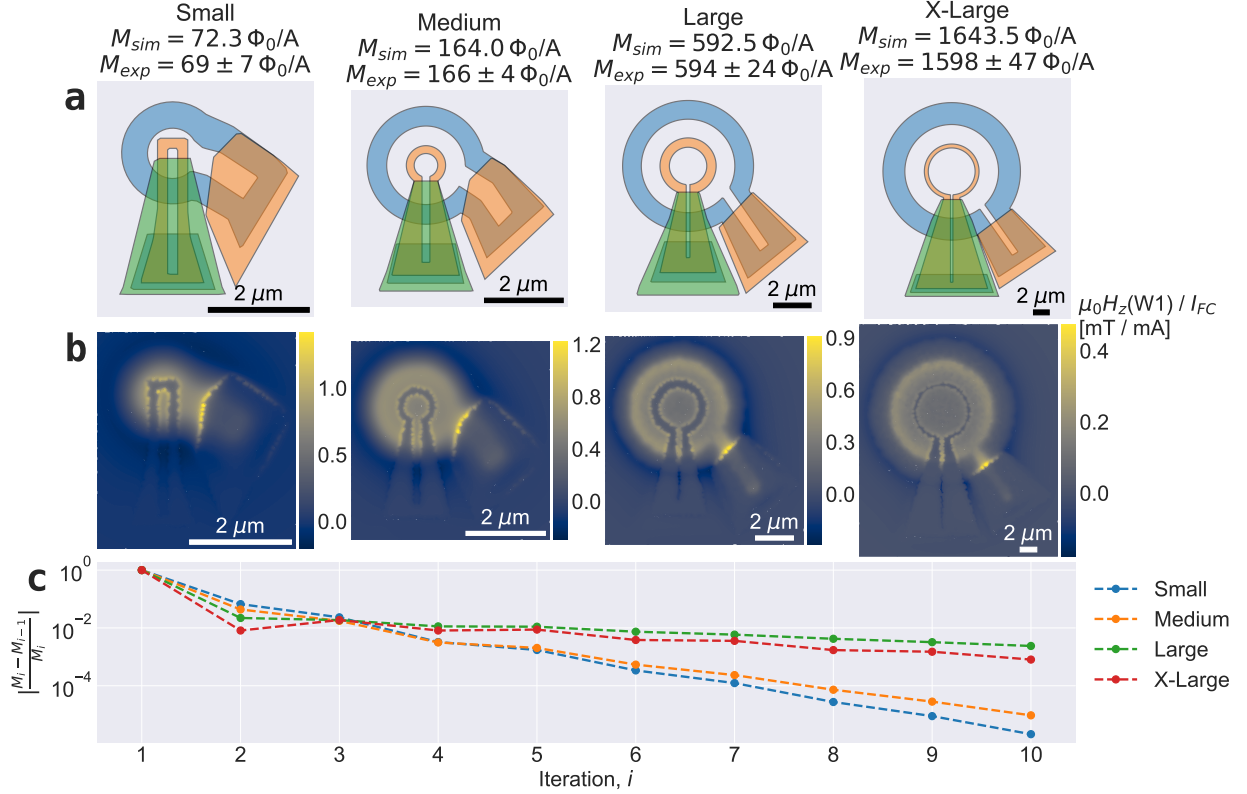 Small
M_sim = 72.3 Φ₀/A
M_exp = 69 ± 7 Φ₀/A
Medium
M_sim = 164.0 Φ₀/A
M_exp = 166 ± 4 Φ₀/A
Large
M_sim = 592.5 Φ₀/A
M_exp = 594 ± 24 Φ₀/A
X-Large
M_sim = 1643.5 Φ₀/A
M_exp = 1598 ± 47 Φ₀/A
a
2 μm
2 μm
2 μm
2 μm
b
μ₀H_z(W1) / I_FC
[mT / mA]
1.0
0.5
0.0
2 μm
1.2
0.8
0.4
0.0
2 μm
0.9
0.6
0.3
0.0
2 μm
0.4
0.2
0.0
2 μm
c
|M_i − M_{i−1} / M_i|
10⁰
10⁻²
10⁻⁴
1 2 3 4 5 6 7 8 9 10
Iteration, i
Small
Medium
Large
X-Large